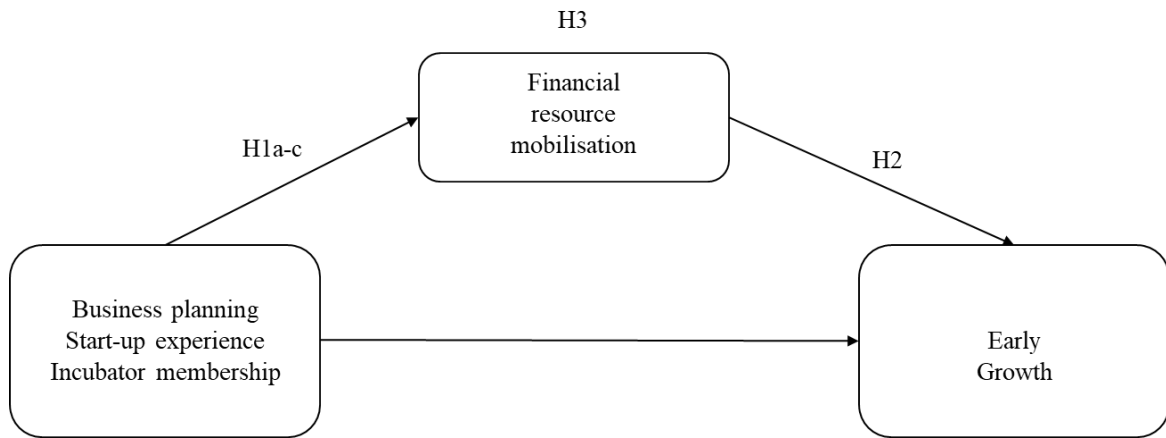 H3
Financial
resource
mobilisation
H1a-c
H2
Business planning
Start-up experience
Incubator membership
Early
Growth